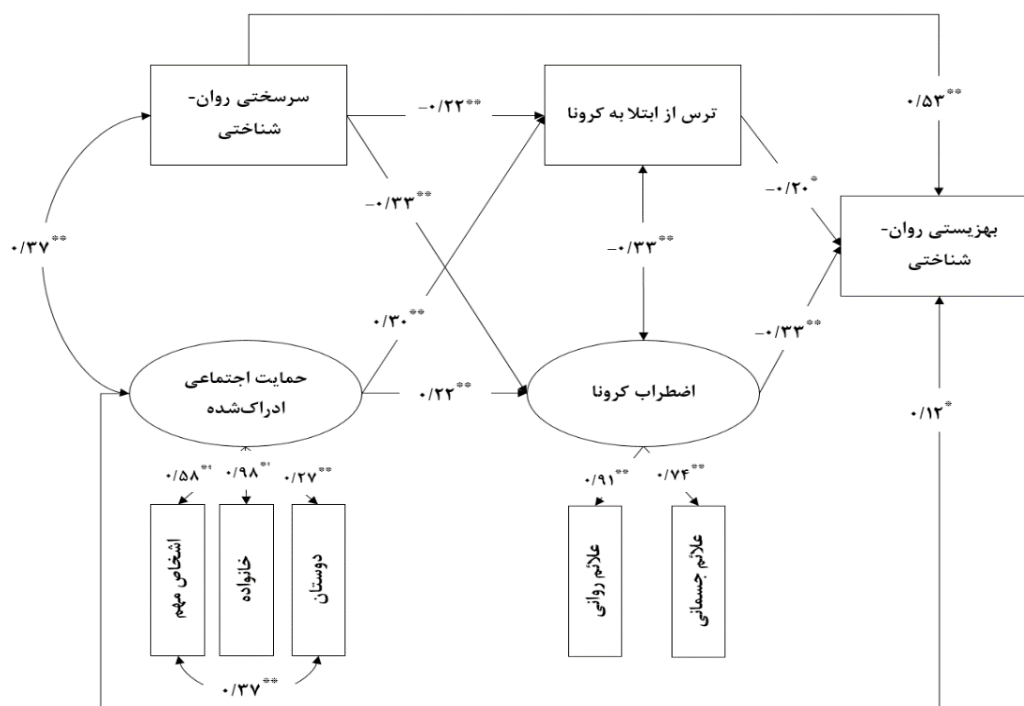 ۰/۵۳**
سرسختی روان-
شناختی
ترس از ابتلا به کرونا
−۰/۲۲**
−۰/۳۳**
−۰/۲۰*
بهزیستی روان-
شناختی
۰/۳۷**
−۰/۳۳**
۰/۳۰**
−۰/۳۳**
حمایت اجتماعی
ادراک‌شده
۰/۲۲**
اضطراب کرونا
۰/۱۲*
۰/۵۸**
۰/۹۸**
۰/۲۷**
۰/۹۱**
۰/۷۴**
اشخاص مهم
خانواده
دوستان
علائم روانی
علائم جسمانی
۰/۳۷**